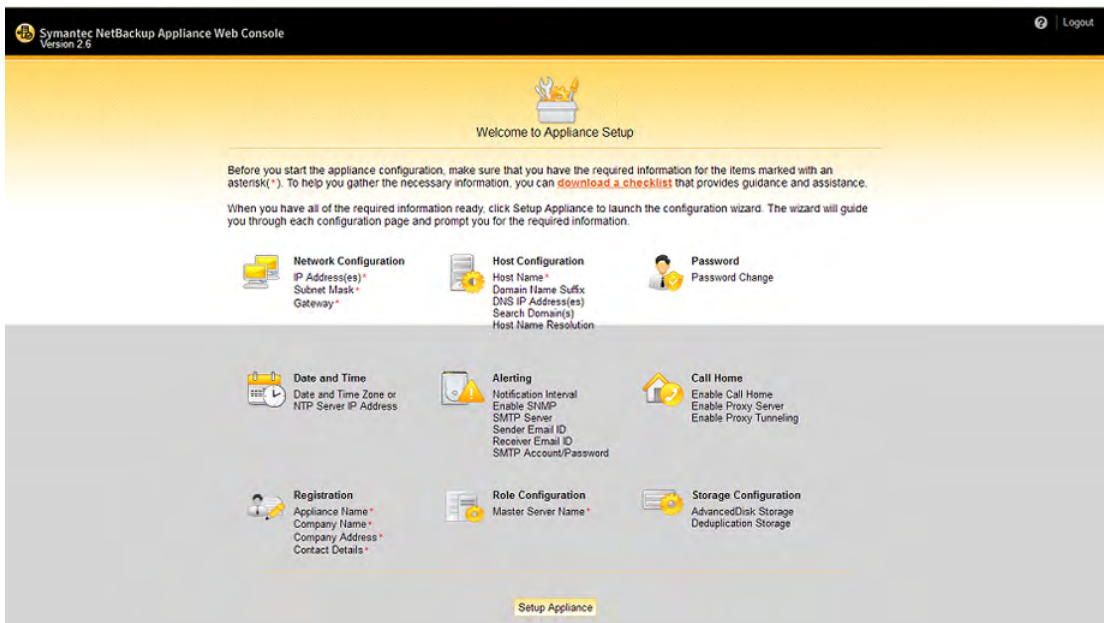 Symantec NetBackup Appliance Web Console
Version 2.6
Logout
Welcome to Appliance Setup
Before you start the appliance configuration, make sure that you have the required information for the items marked with an
asterisk(*). To help you gather the necessary information, you can download a checklist that provides guidance and assistance.
When you have all of the required information ready, click Setup Appliance to launch the configuration wizard. The wizard will guide
you through each configuration page and prompt you for the required information.
Network Configuration
IP Address(es)*
Subnet Mask*
Gateway*
Host Configuration
Host Name*
Domain Name Suffix
DNS IP Address(es)
Search Domain(s)
Host Name Resolution
Password
Password Change
Date and Time
Date and Time Zone or
NTP Server IP Address
Alerting
Notification Interval
Enable SNMP
SMTP Server
Sender Email ID
Receiver Email ID
SMTP Account/Password
Call Home
Enable Call Home
Enable Proxy Server
Enable Proxy Tunneling
Registration
Appliance Name*
Company Name*
Company Address*
Contact Details*
Role Configuration
Master Server Name*
Storage Configuration
AdvancedDisk Storage
Deduplication Storage
Setup Appliance